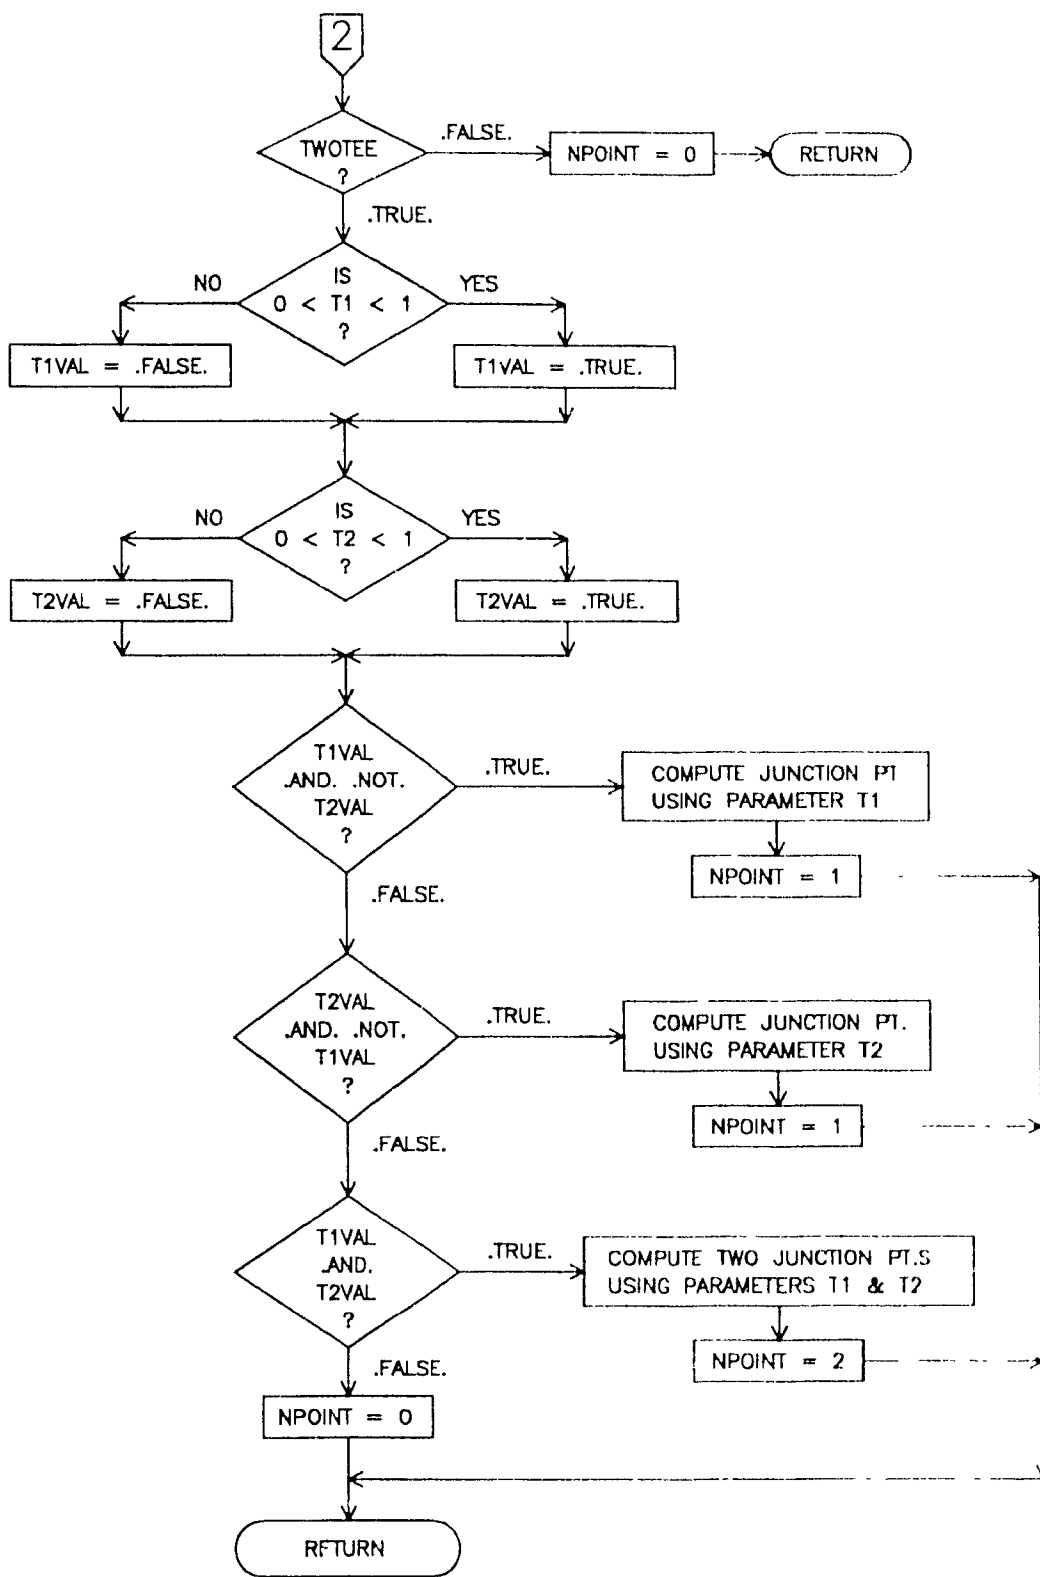 2
TWOTEE
?
.FALSE.
NPOINT = 0
RETURN
.TRUE.
IS
0 < T1 < 1
?
NO
YES
T1VAL = .FALSE.
T1VAL = .TRUE.
IS
0 < T2 < 1
?
NO
YES
T2VAL = .FALSE.
T2VAL = .TRUE.
T1VAL
.AND. .NOT.
T2VAL
?
.TRUE.
COMPUTE JUNCTION PT
USING PARAMETER T1
NPOINT = 1
.FALSE.
T2VAL
.AND. .NOT.
T1VAL
?
.TRUE.
COMPUTE JUNCTION PT.
USING PARAMETER T2
NPOINT = 1
.FALSE.
T1VAL
.AND.
T2VAL
?
.TRUE.
COMPUTE TWO JUNCTION PT.S
USING PARAMETERS T1 & T2
NPOINT = 2
.FALSE.
NPOINT = 0
RETURN